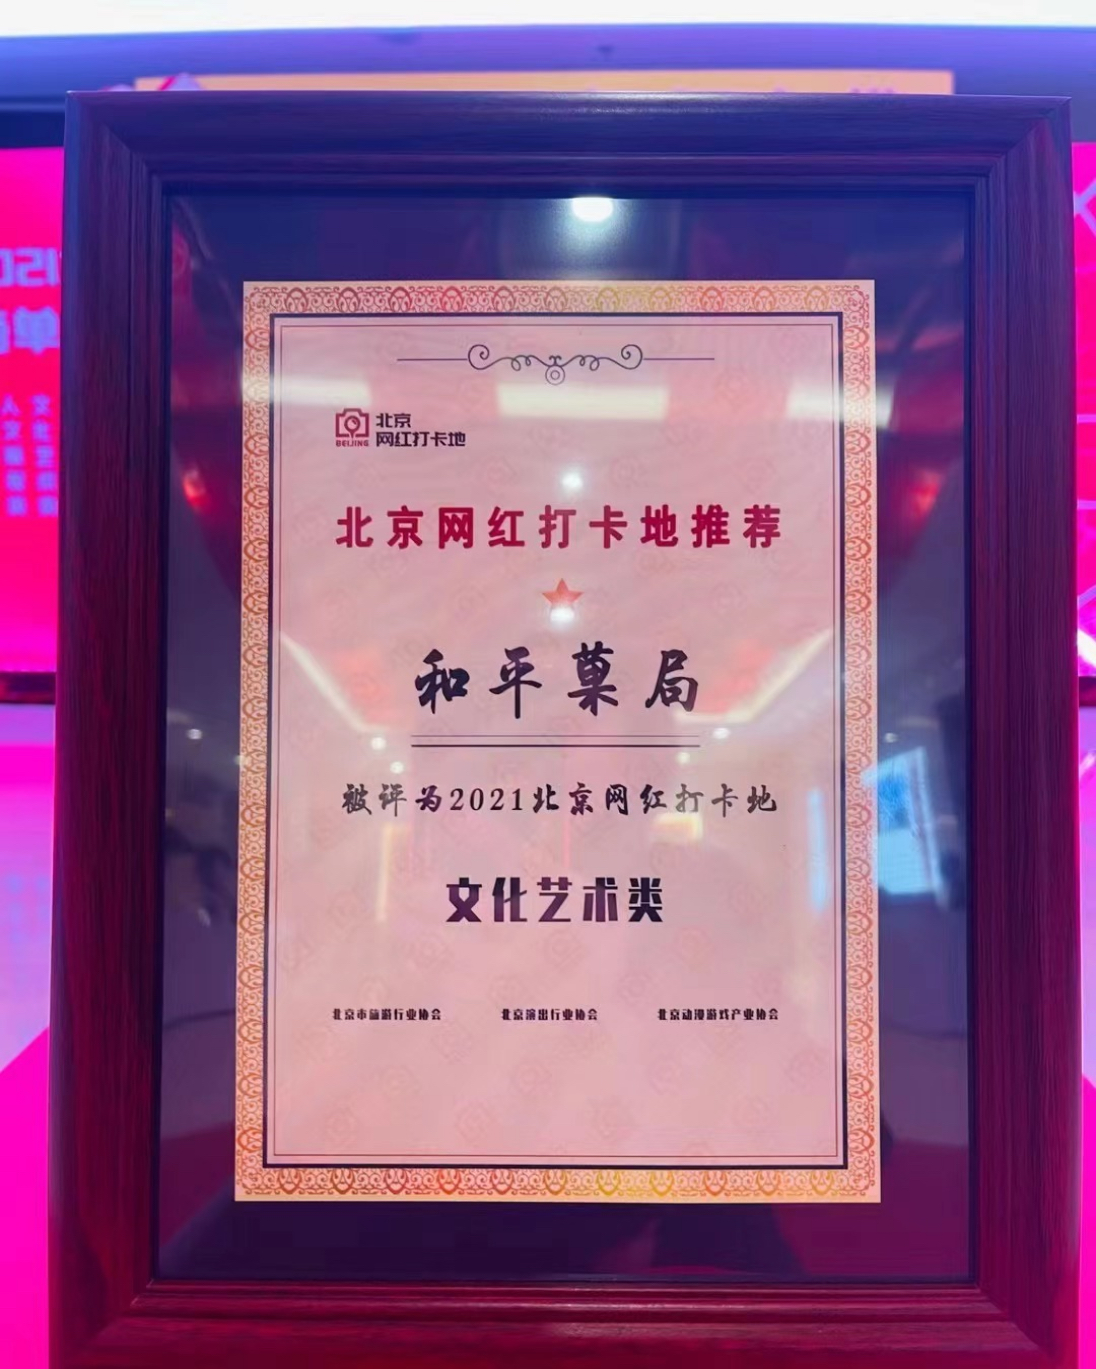 北京
网红打卡地
BEIJING
北京网红打卡地推荐
和平菓局
被评为2021北京网红打卡地
文化艺术类
北京市旅游行业协会 北京演出行业协会 北京动漫游戏产业协会